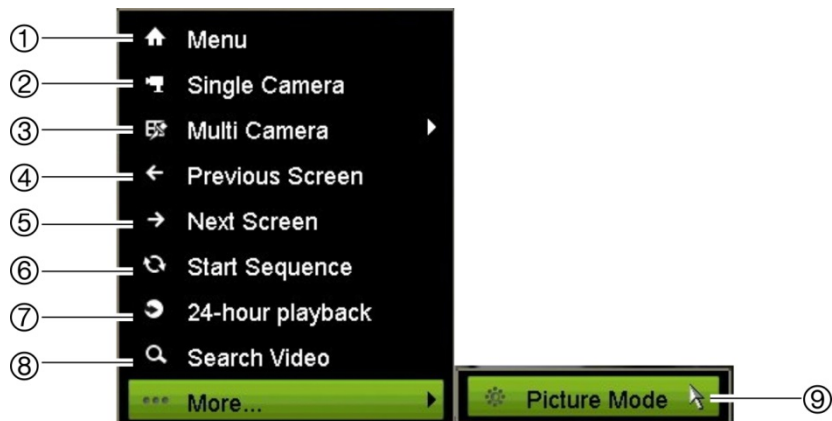 ① Menu
② Single Camera
③ Multi Camera
④ Previous Screen
⑤ Next Screen
⑥ Start Sequence
⑦ 24-hour playback
⑧ Search Video
More... Picture Mode ⑨